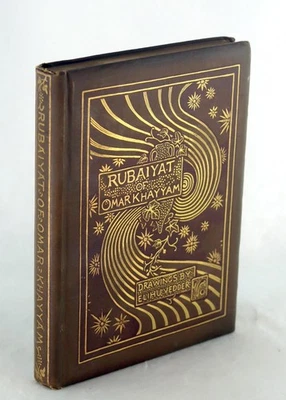 RUBAIYAT
OF
OMAR KHAYYAM
DRAWINGS BY
ELIHU VEDDER
RUBAIYAT OF OMAR KHAYYAM